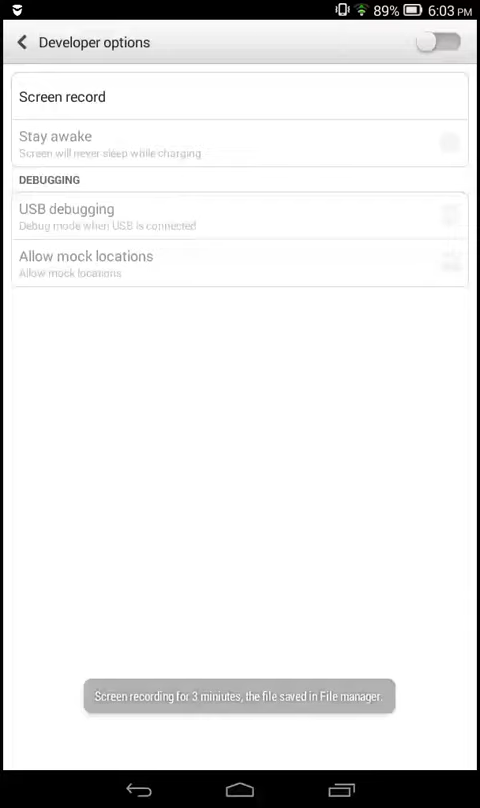 89% 6:03 PM
Developer options
Screen record
Stay awake
Screen will never sleep while charging
DEBUGGING
USB debugging
Debug mode when USB is connected
Allow mock locations
Allow mock locations
Screen recording for 3 miniutes, the file saved in File manager.